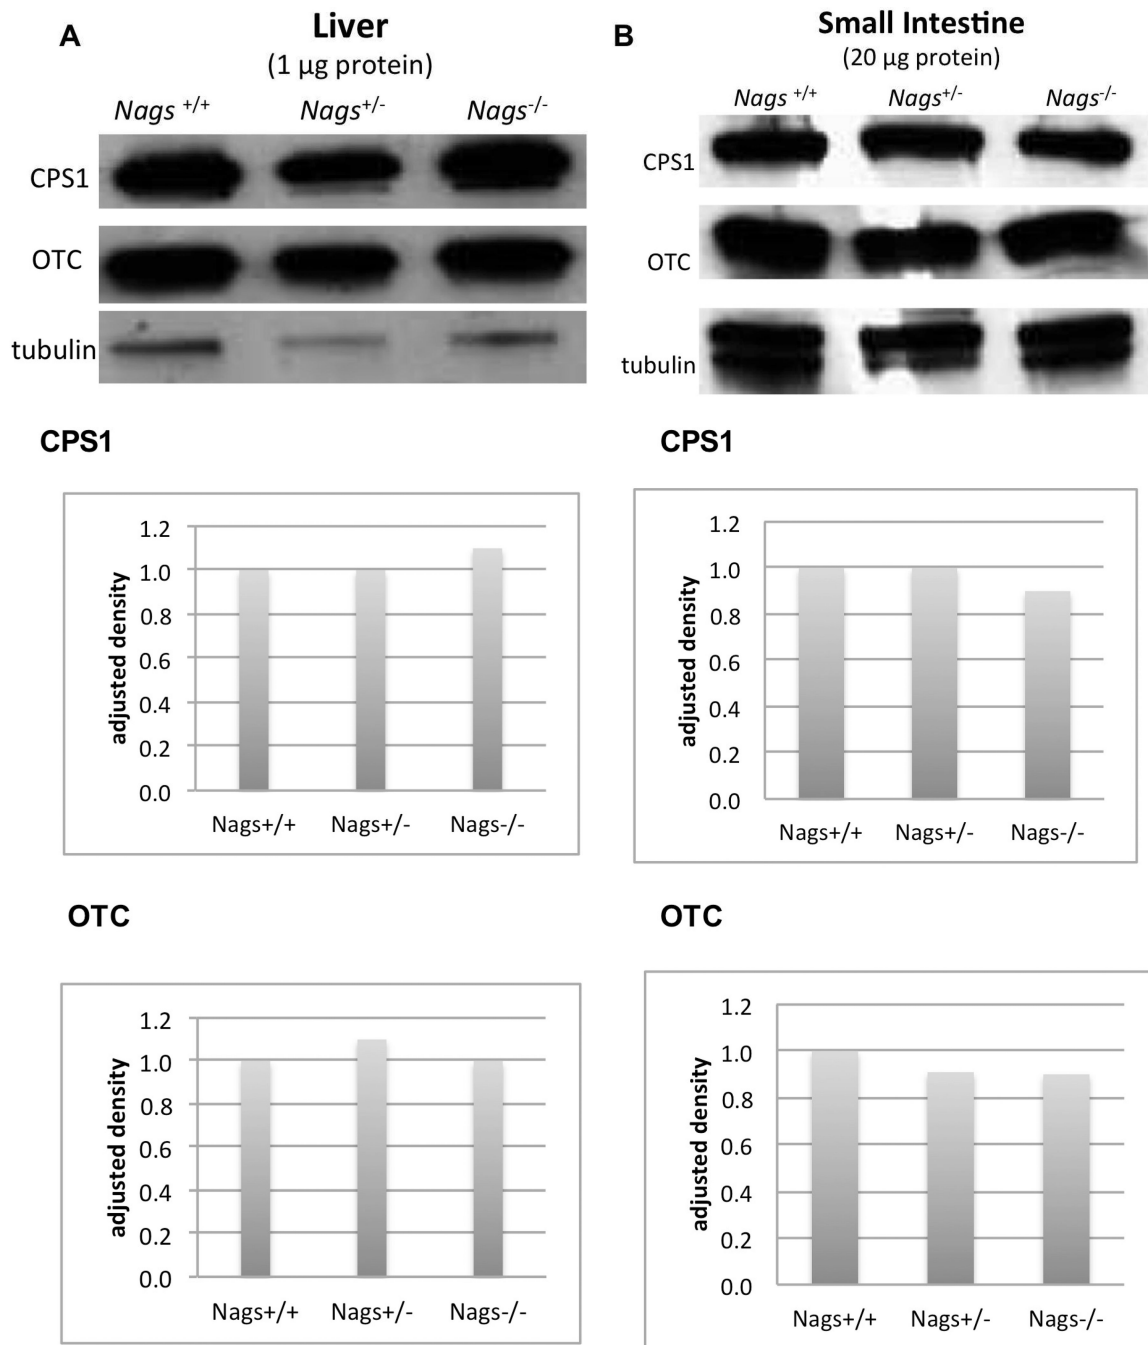 A
Liver
(1 µg protein)
Nags +/+ Nags+/- Nags-/-
CPS1
OTC
tubulin
CPS1
1.2
1.0
0.8
0.6
0.4
0.2
0.0
adjusted density
Nags+/+ Nags+/- Nags-/-
OTC
1.2
1.0
0.8
0.6
0.4
0.2
0.0
adjusted density
Nags+/+ Nags+/- Nags-/-
B
Small Intestine
(20 µg protein)
Nags +/+ Nags+/- Nags-/-
CPS1
OTC
tubulin
CPS1
1.2
1.0
0.8
0.6
0.4
0.2
0.0
adjusted density
Nags+/+ Nags+/- Nags-/-
OTC
1.2
1.0
0.8
0.6
0.4
0.2
0.0
adjusted density
Nags+/+ Nags+/- Nags-/-